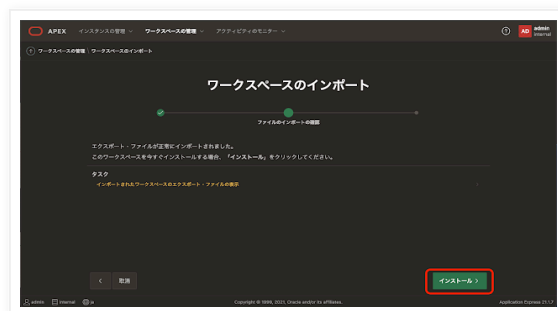 APEX インスタンスの管理 ワークスペースの管理 アクティビティのモニター AD admin internal
ワークスペースの管理 \ ワークスペースのインポート
ワークスペースのインポート
ファイルのインポートの確認
エクスポート・ファイルが正常にインポートされました。
このワークスペースを今すぐインストールする場合、「インストール」をクリックしてください。
タスク
インポートされたワークスペースのエクスポート・ファイルの表示
取消 インストール
admin internal ja Copyright © 1999, 2021, Oracle and/or its affiliates. Application Express 21.1.7